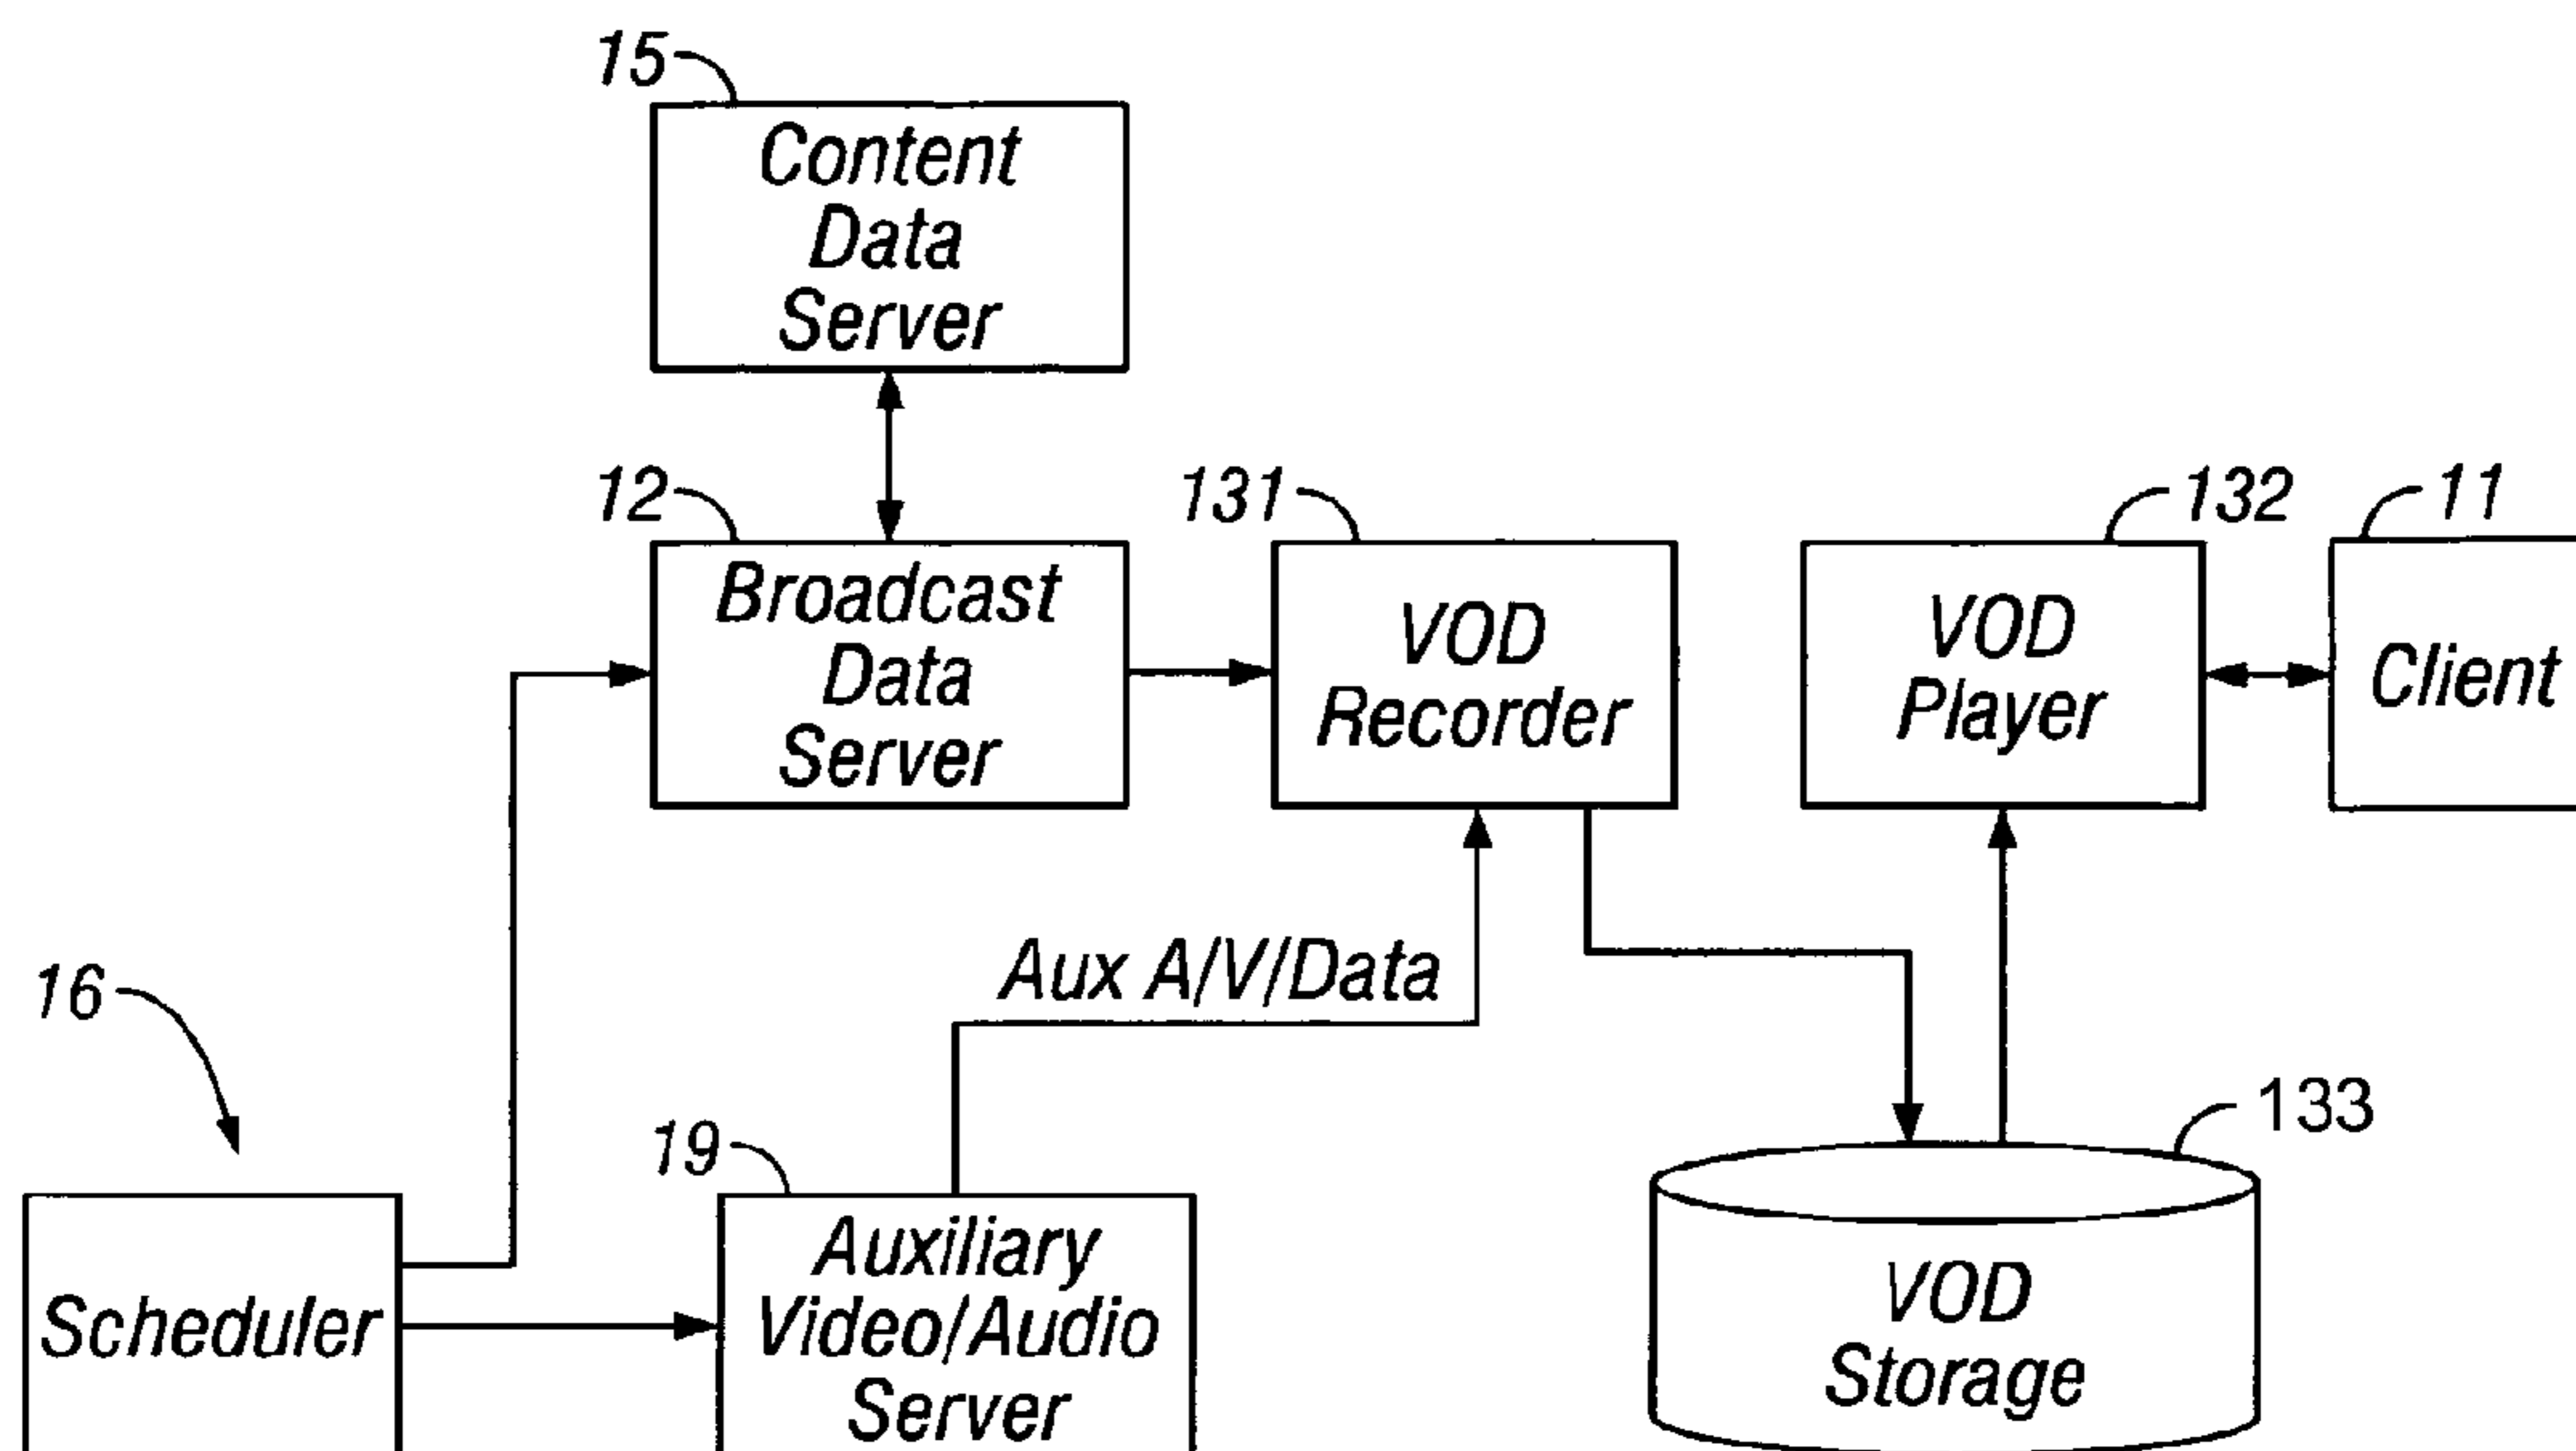 15
Content
Data
Server
12
Broadcast
Data
Server
131
VOD
Recorder
132
VOD
Player
11
Client
Aux A/V/Data
16
Scheduler
19
Auxiliary
Video/Audio
Server
133
VOD
Storage